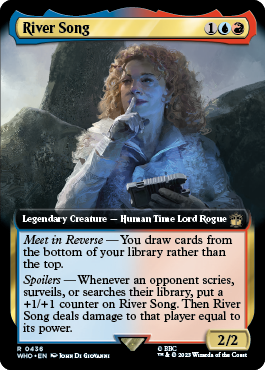 River Song
1
Legendary Creature — Human Time Lord Rogue
Meet in Reverse — You draw cards from
the bottom of your library rather than
the top.
Spoilers — Whenever an opponent scries,
surveils, or searches their library, put a
+1/+1 counter on River Song. Then River
Song deals damage to that player equal to
its power.
2/2
R 0436
WHO • EN John Di Giovanni
© BBC
™ & © 2023 Wizards of the Coast